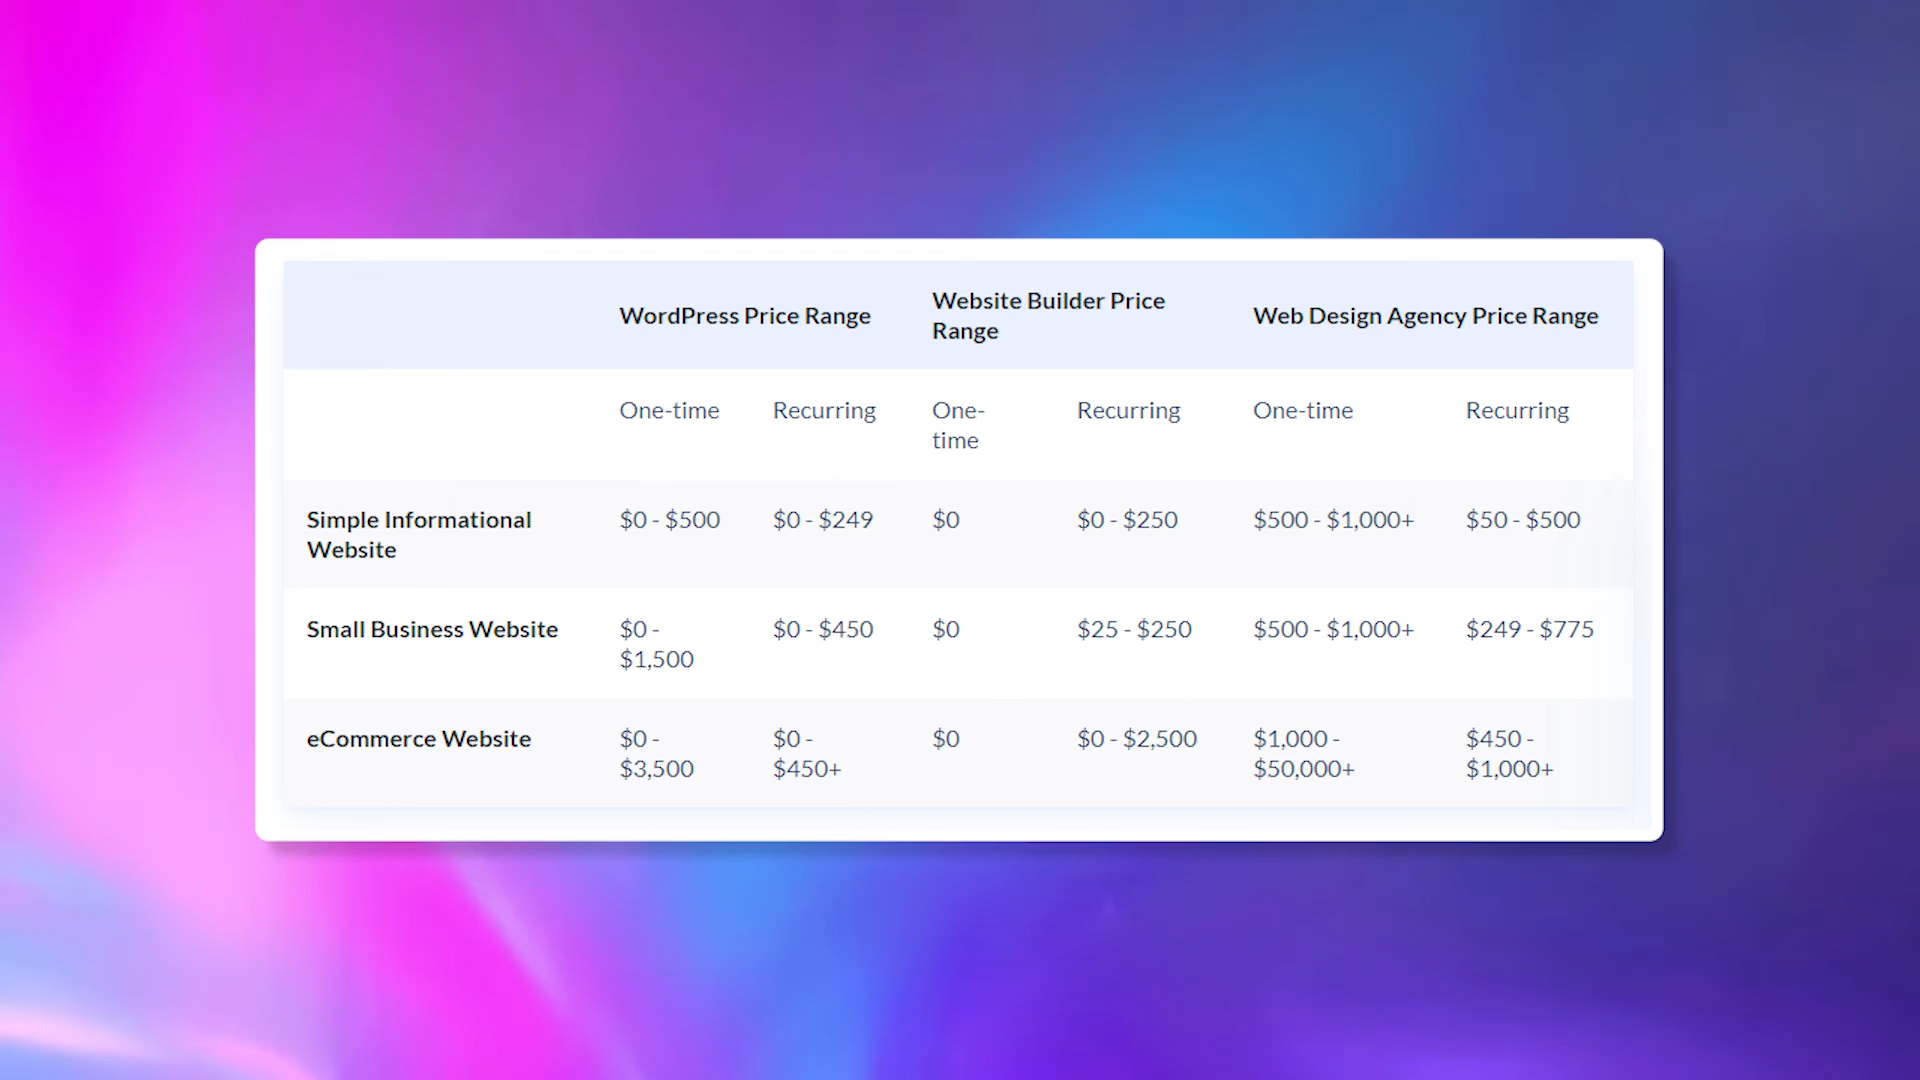 WordPress Price Range
Website Builder Price
Range
Web Design Agency Price Range
One-time
Recurring
One-
time
Recurring
One-time
Recurring
Simple Informational
Website
$0 - $500
$0 - $249
$0
$0 - $250
$500 - $1,000+
$50 - $500
Small Business Website
$0 -
$1,500
$0 - $450
$0
$25 - $250
$500 - $1,000+
$249 - $775
eCommerce Website
$0 -
$3,500
$0 -
$450+
$0
$0 - $2,500
$1,000 -
$50,000+
$450 -
$1,000+